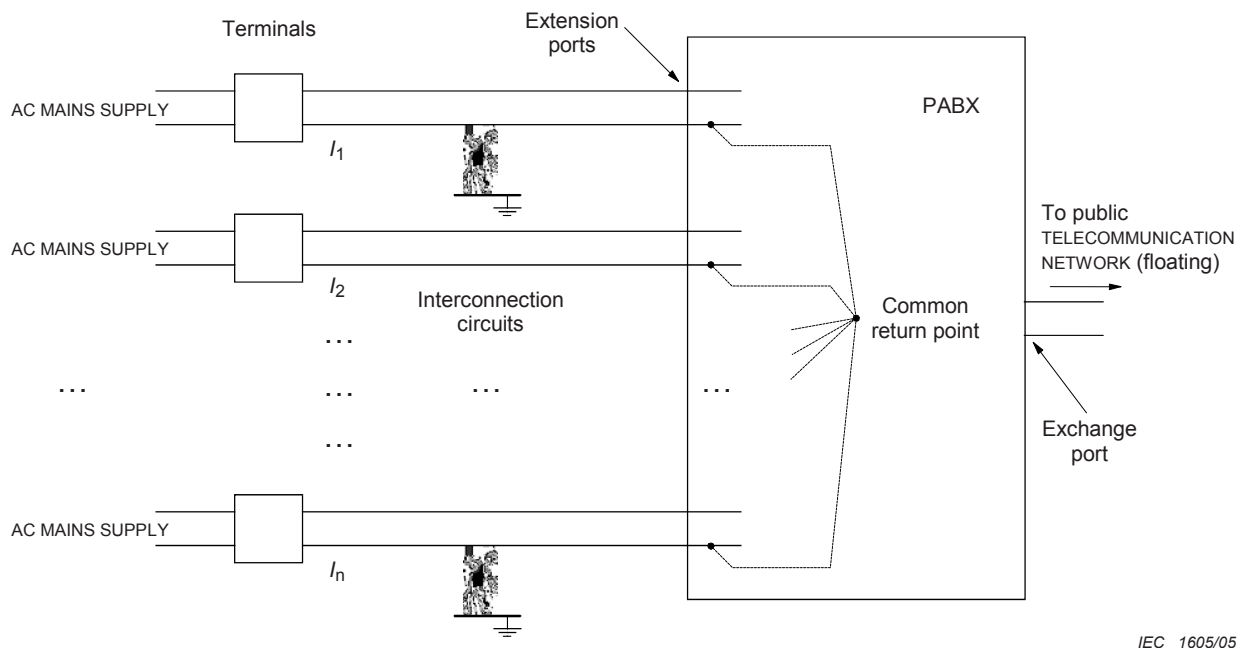 Terminals
Extension
ports
AC MAINS SUPPLY
PABX
I1
To public
TELECOMMUNICATION
NETWORK (floating)
AC MAINS SUPPLY
I2
Interconnection
circuits
Common
return point
...
...
...
...
...
...
Exchange
port
AC MAINS SUPPLY
In
IEC 1605/05